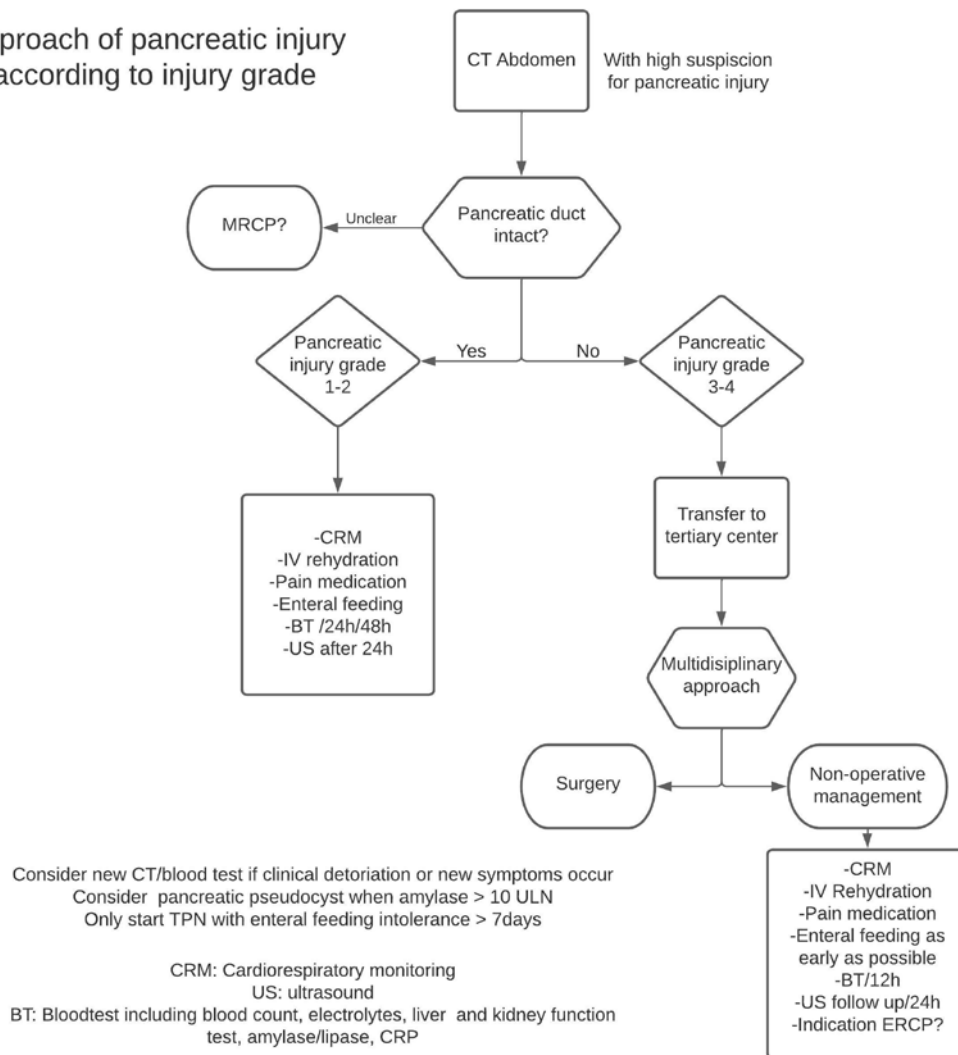 proach of pancreatic injury
according to injury grade
CT Abdomen
With high suspiscion
for pancreatic injury
Pancreatic duct
intact?
Unclear
MRCP?
Yes
No
Pancreatic
injury grade
1-2
Pancreatic
injury grade
3-4
-CRM
-IV rehydration
-Pain medication
-Enteral feeding
-BT /24h/48h
-US after 24h
Transfer to
tertiary center
Multidisiplinary
approach
Surgery
Non-operative
management
-CRM
-IV Rehydration
-Pain medication
-Enteral feeding as
early as possible
-BT/12h
-US follow up/24h
-Indication ERCP?
Consider new CT/blood test if clinical detoriation or new symptoms occur
Consider pancreatic pseudocyst when amylase > 10 ULN
Only start TPN with enteral feeding intolerance > 7days
CRM: Cardiorespiratory monitoring
US: ultrasound
BT: Bloodtest including blood count, electrolytes, liver and kidney function
test, amylase/lipase, CRP